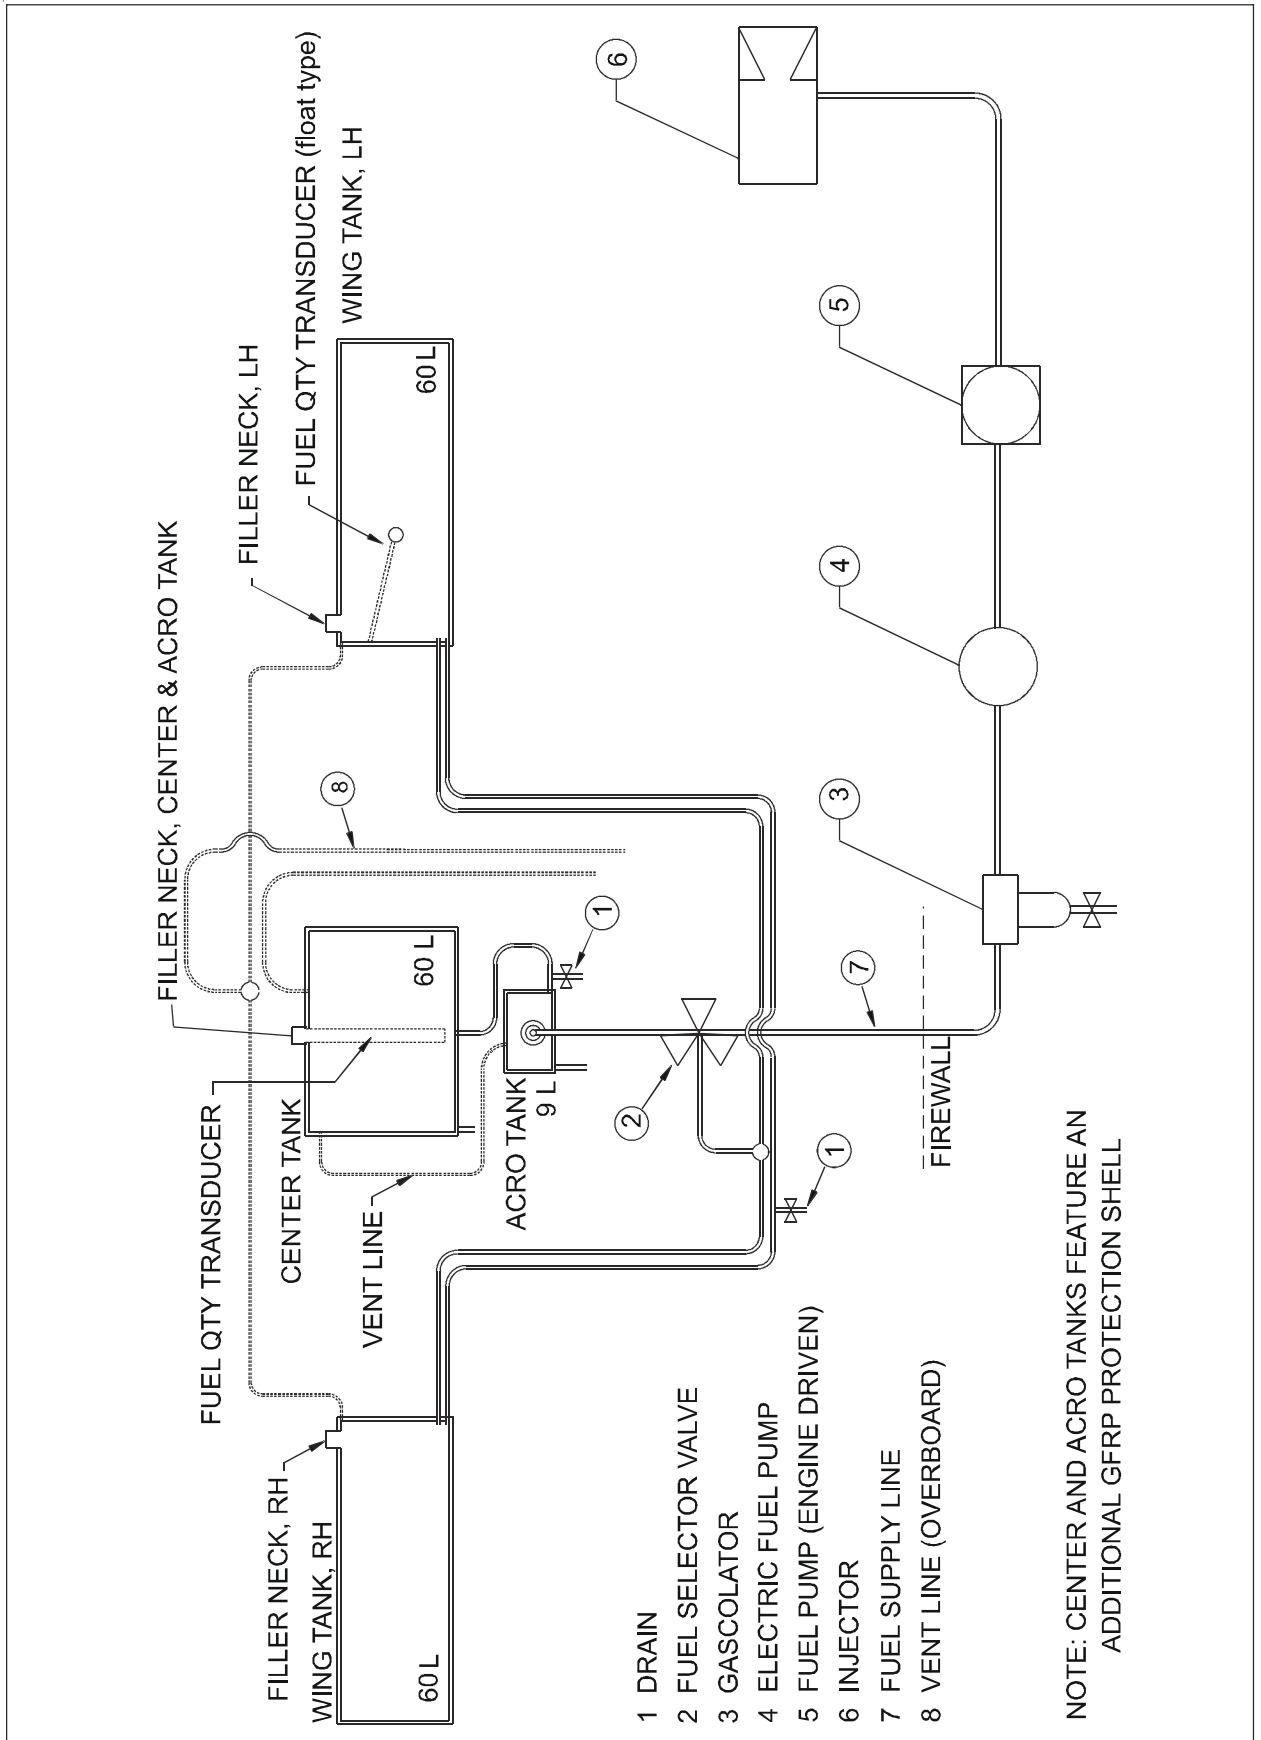 FILLER NECK, CENTER & ACRO TANK
FUEL QTY TRANSDUCER
FILLER NECK, LH
FUEL QTY TRANSDUCER (float type)
WING TANK, LH
FILLER NECK, RH
WING TANK, RH
CENTER TANK
VENT LINE
8
60 L
60 L
60 L
ACRO TANK
9 L
1
2
1
7
FIREWALL
3
4
5
6
1 DRAIN
2 FUEL SELECTOR VALVE
3 GASCOLATOR
4 ELECTRIC FUEL PUMP
5 FUEL PUMP (ENGINE DRIVEN)
6 INJECTOR
7 FUEL SUPPLY LINE
8 VENT LINE (OVERBOARD)
NOTE: CENTER AND ACRO TANKS FEATURE AN
ADDITIONAL GFRP PROTECTION SHELL